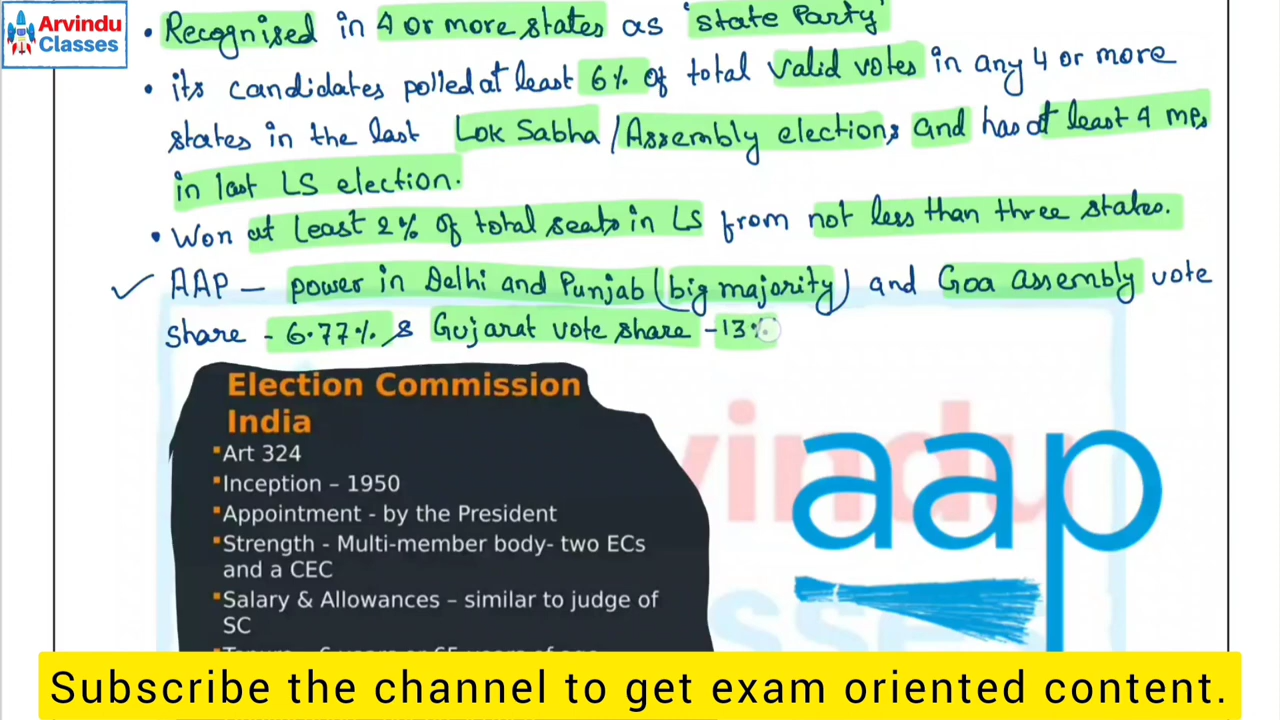 Arvindu
Classes
• Recognised in 4 or more states as 'state Party'
• its candidates polled at least 6% of total valid votes in any 4 or more
states in the last Lok Sabha / Assembly elections and has at least 4 MPs
in last LS election.
• Won at least 2% of total seats in LS from not less than three states.
✓ AAP – power in Delhi and Punjab (big majority) and Goa assembly vote
share - 6.77% & Gujarat vote share - 13%
Election Commission
India
▪Art 324
▪Inception – 1950
▪Appointment - by the President
▪Strength - Multi-member body- two ECs
and a CEC
▪Salary & Allowances – similar to judge of
SC
aap
Subscribe the channel to get exam oriented content.